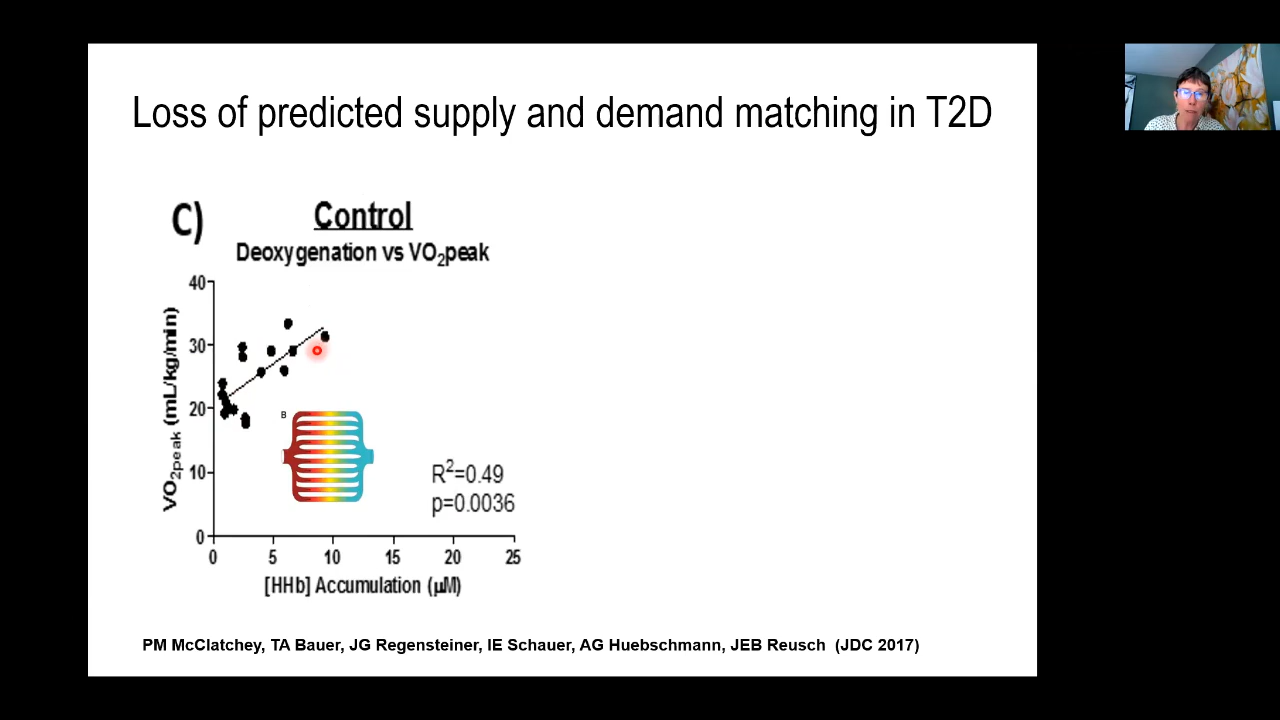 Loss of predicted supply and demand matching in T2D
C)
Control
Deoxygenation vs VO2peak
40
30
20
10
0
VO2peak (mL/kg/min)
B
R2=0.49
p=0.0036
0 5 10 15 20 25
[HHb] Accumulation (µM)
PM McClatchey, TA Bauer, JG Regensteiner, IE Schauer, AG Huebschmann, JEB Reusch (JDC 2017)